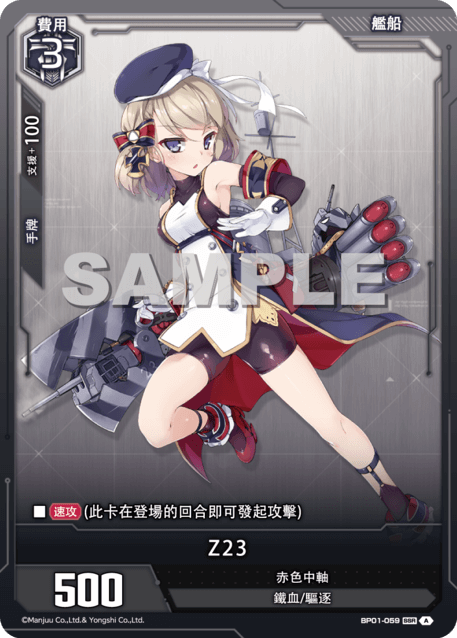 費用
3
艦船
支援+100
手牌
SAMPLE
■ 速攻 (此卡在登場的回合即可發起攻擊)
Z23
500
赤色中軸
鐵血/驅逐
©Manjuu Co.,Ltd.& Yongshi Co.,Ltd.
BP01-059 SSR A